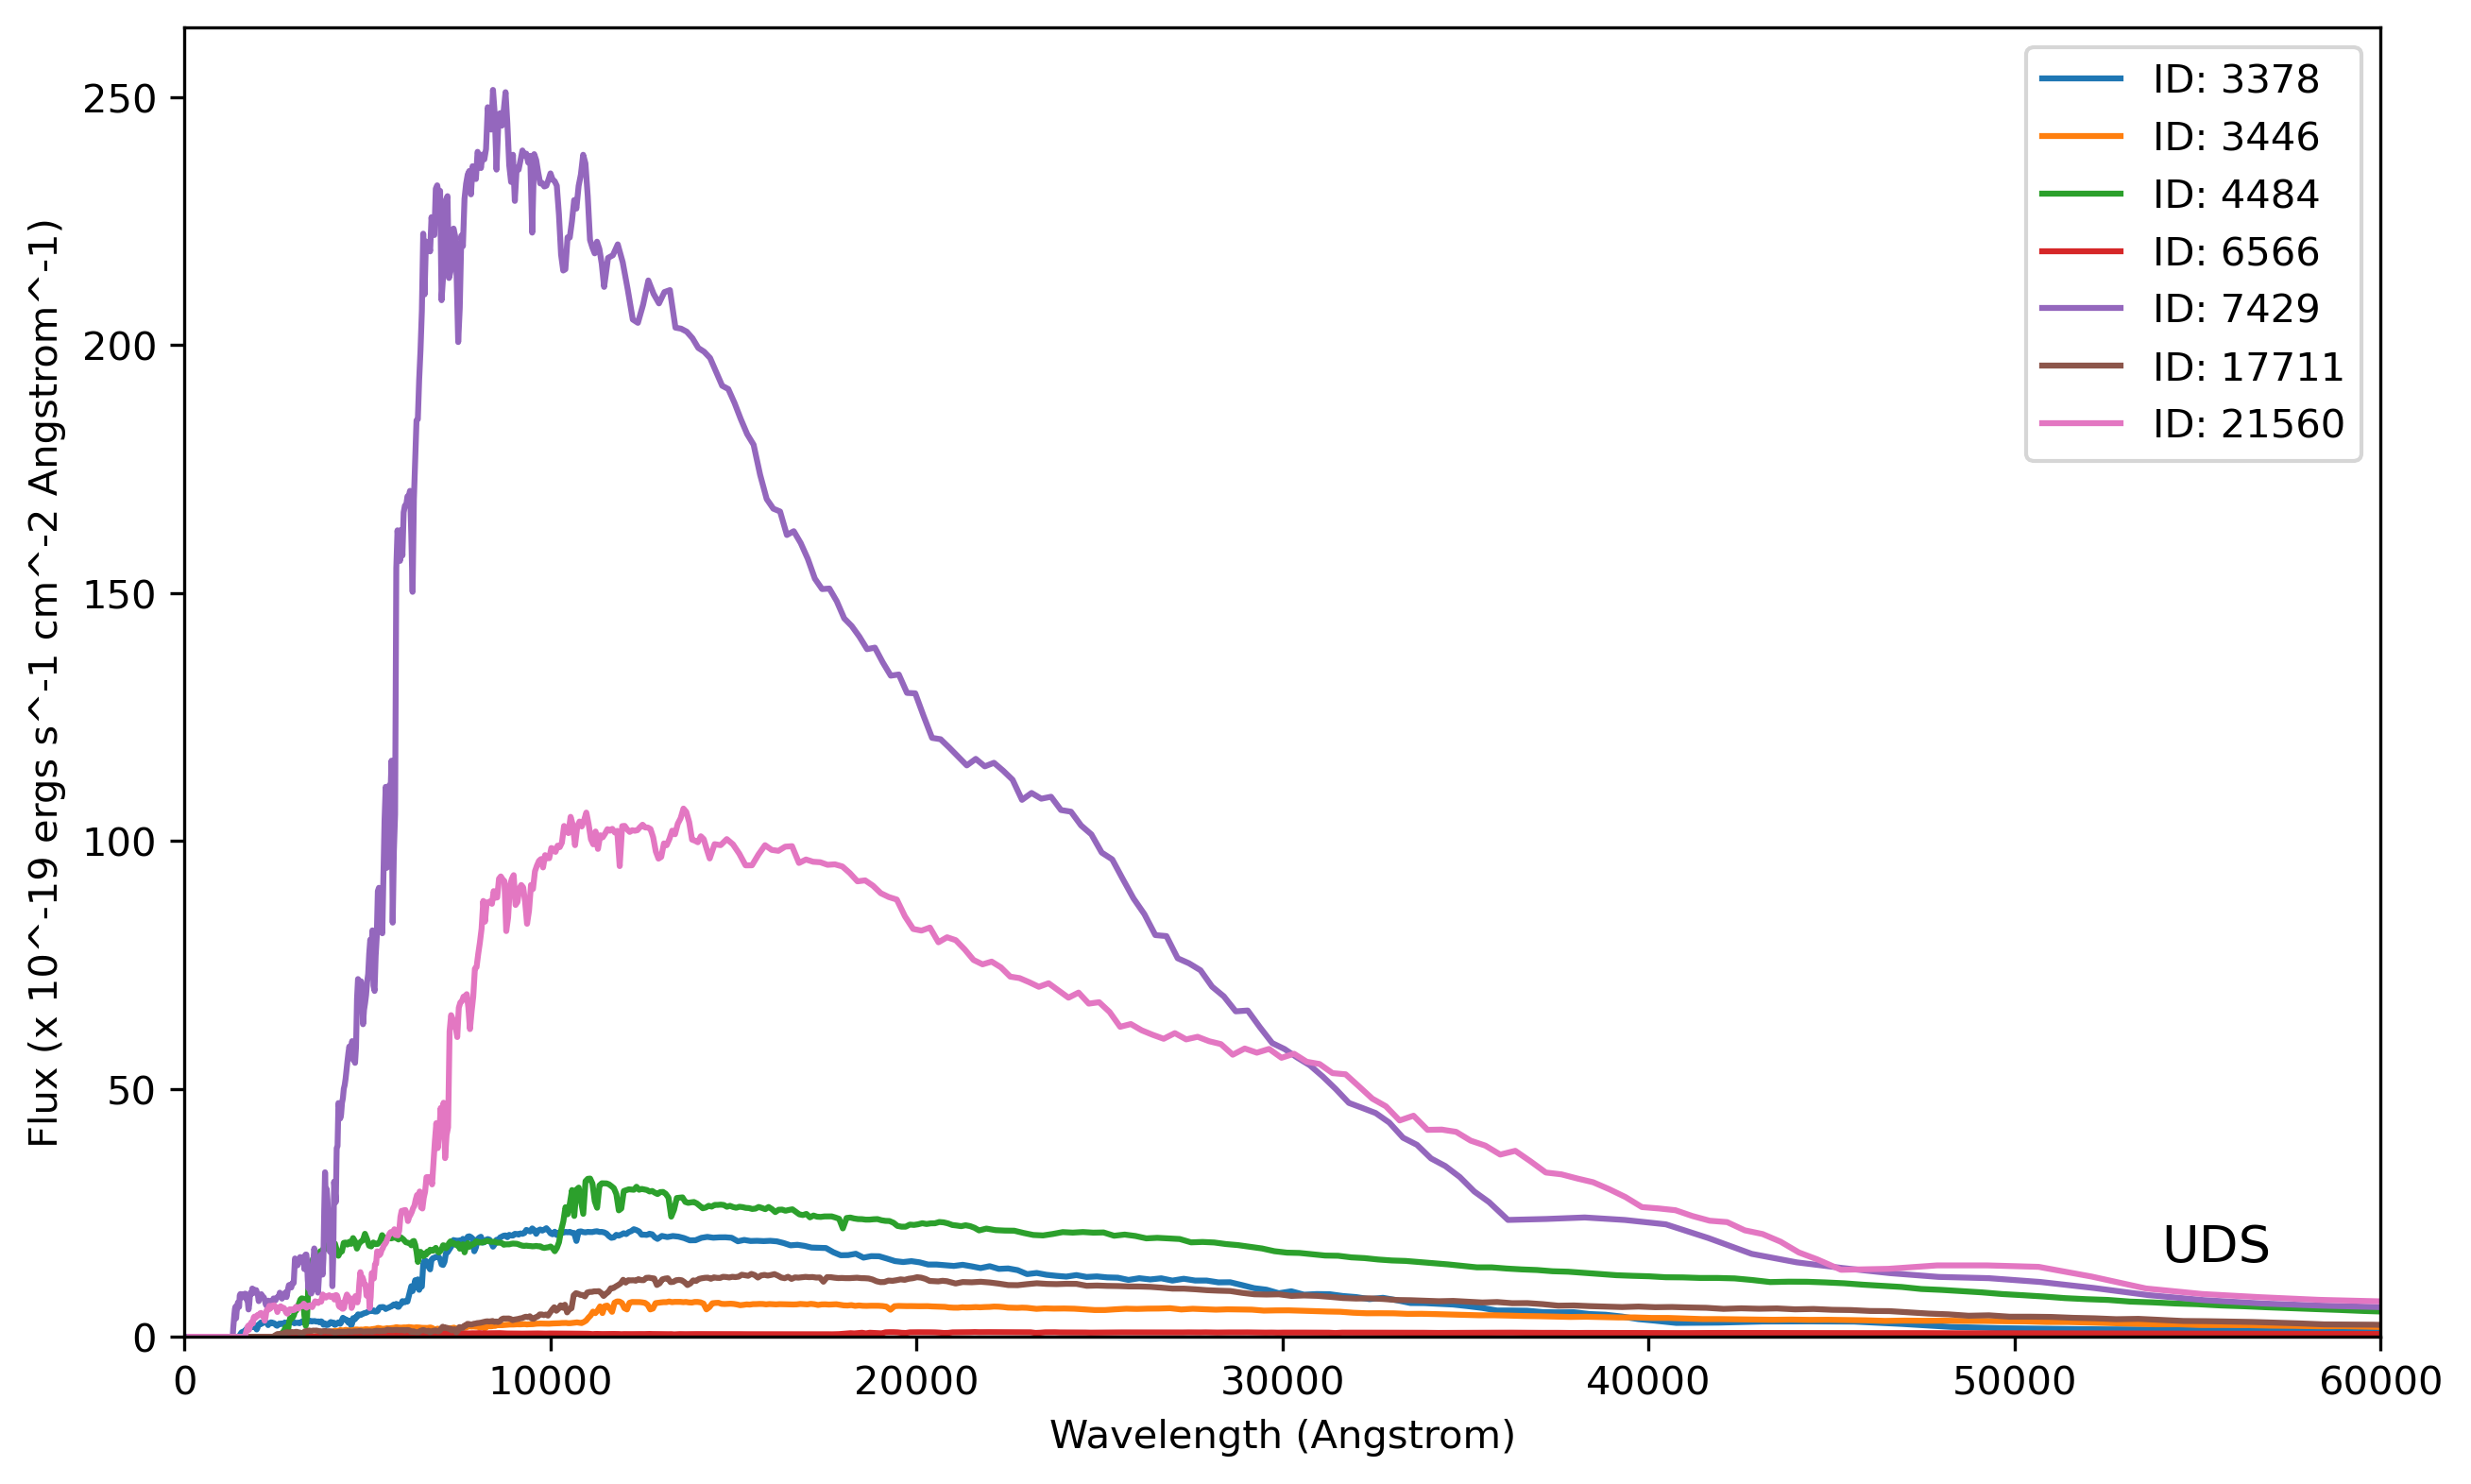 Flux (x 10^-19 ergs s^-1 cm^-2 Angstrom^-1)
250
200
150
100
50
0
ID: 3378
ID: 3446
ID: 4484
ID: 6566
ID: 7429
ID: 17711
ID: 21560
UDS
0 10000 20000 30000 40000 50000 60000
Wavelength (Angstrom)